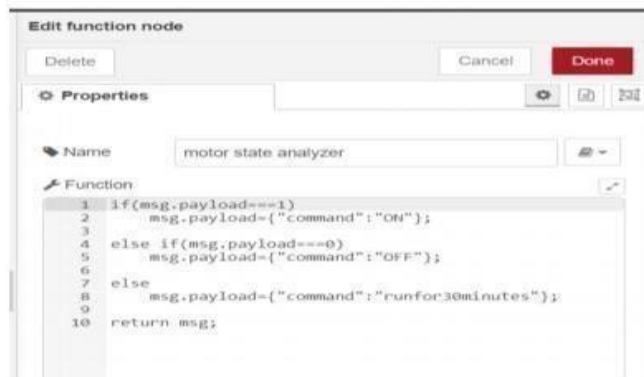 Edit function node
Delete Cancel Done
Properties
Name motor state analyzer
Function
1 if(msg.payload===1)
2 msg.payload={"command":"ON"};
3
4 else if(msg.payload===0)
5 msg.payload={"command":"OFF"};
6
7 else
8 msg.payload={"command":"runfor30minutes"};
9
10 return msg;